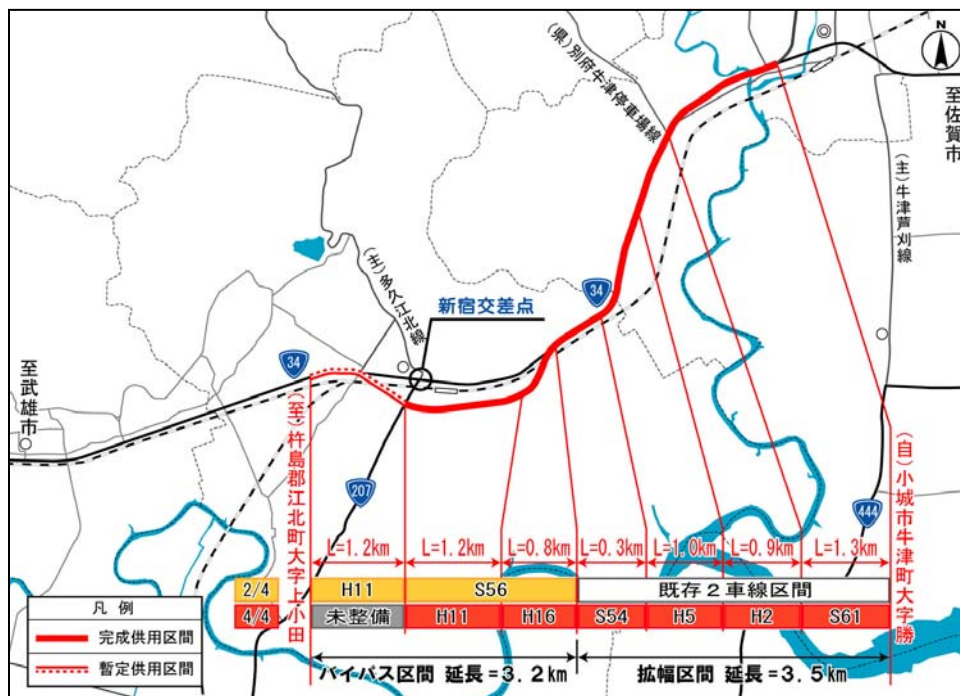 N
至佐賀市
(県)別府牛津停車場線
(主)牛津芦刈線
(主)多久江北線
新宿交差点
34
34
至武雄市
207
444
(至)杵島郡江北町大字上小田
(自)小城市牛津町大字勝
L=1.2km L=1.2km L=0.8km L=0.3km L=1.0km L=0.9km L=1.3km
2/4 H11 S56 既存2車線区間
4/4 未整備 H11 H16 S54 H5 H2 S61
バイパス区間 延長=3.2km 拡幅区間 延長=3.5km
凡例
完成供用区間
暫定供用区間